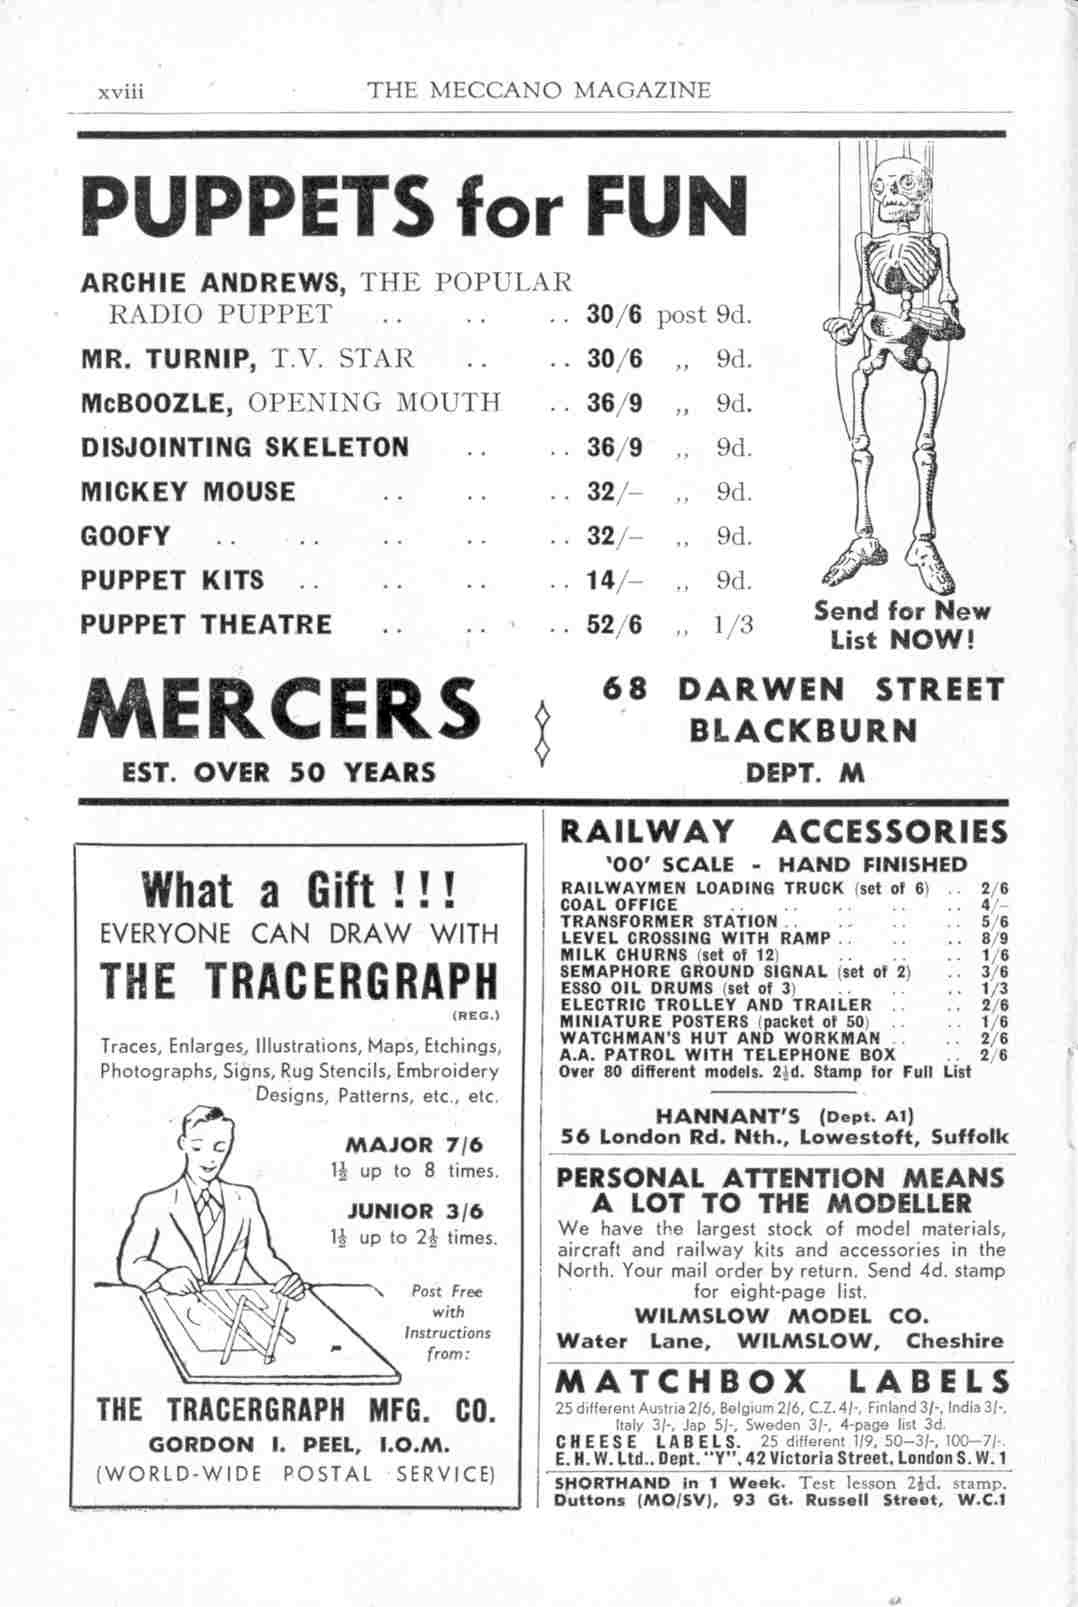 xviii THE MECCANO MAGAZINE
PUPPETS for FUN
ARCHIE ANDREWS, THE POPULAR
RADIO PUPPET .. .. .. 30/6 post 9d.
MR. TURNIP, T.V. STAR .. .. 30/6 ,, 9d.
McBOOZLE, OPENING MOUTH .. 36/9 ,, 9d.
DISJOINTING SKELETON .. .. 36/9 ,, 9d.
MICKEY MOUSE .. .. .. 32/– ,, 9d.
GOOFY .. .. .. .. .. 32/– ,, 9d.
PUPPET KITS .. .. .. .. 14/– ,, 9d.
PUPPET THEATRE .. .. .. 52/6 ,, 1/3
Send for New
List NOW!
MERCERS
EST. OVER 50 YEARS
68 DARWEN STREET
BLACKBURN
DEPT. M
What a Gift ! ! !
EVERYONE CAN DRAW WITH
THE TRACERGRAPH
(REG.)
Traces, Enlarges, Illustrations, Maps, Etchings,
Photographs, Signs, Rug Stencils, Embroidery
Designs, Patterns, etc., etc.
MAJOR 7/6
1⅛ up to 8 times.
JUNIOR 3/6
1⅛ up to 2½ times.
Post Free
with
Instructions
from:
THE TRACERGRAPH MFG. CO.
GORDON I. PEEL, I.O.M.
(WORLD-WIDE POSTAL SERVICE)
RAILWAY ACCESSORIES
'OO' SCALE - HAND FINISHED
RAILWAYMEN LOADING TRUCK (set of 6) .. 2/6
COAL OFFICE .. .. .. .. .. 4/–
TRANSFORMER STATION .. .. .. .. 5/6
LEVEL CROSSING WITH RAMP .. .. .. 8/9
MILK CHURNS (set of 12) .. .. .. 1/6
SEMAPHORE GROUND SIGNAL (set of 2) .. 3/6
ESSO OIL DRUMS (set of 3) .. .. .. 1/3
ELECTRIC TROLLEY AND TRAILER .. .. 2/6
MINIATURE POSTERS (packet of 50) .. .. 1/6
WATCHMAN'S HUT AND WORKMAN .. .. 2/6
A.A. PATROL WITH TELEPHONE BOX .. 2/6
Over 80 different models. 2½d. Stamp for Full List
HANNANT'S (Dept. A1)
56 London Rd. Nth., Lowestoft, Suffolk
PERSONAL ATTENTION MEANS
A LOT TO THE MODELLER
We have the largest stock of model materials,
aircraft and railway kits and accessories in the
North. Your mail order by return. Send 4d. stamp
for eight-page list.
WILMSLOW MODEL CO.
Water Lane, WILMSLOW, Cheshire
MATCHBOX LABELS
25 different Austria 2/6, Belgium 2/6, C.Z. 4/-, Finland 3/-, India 3/-,
Italy 3/-, Jap 5/-, Sweden 3/-, 4-page list 3d.
CHEESE LABELS. 25 different 1/9, 50—3/-, 100—7/-.
E.H.W. Ltd., Dept. "Y", 42 Victoria Street, London S.W.1
SHORTHAND in 1 Week. Test lesson 2½d. stamp.
Duttons (MO/SV), 93 Gt. Russell Street, W.C.1